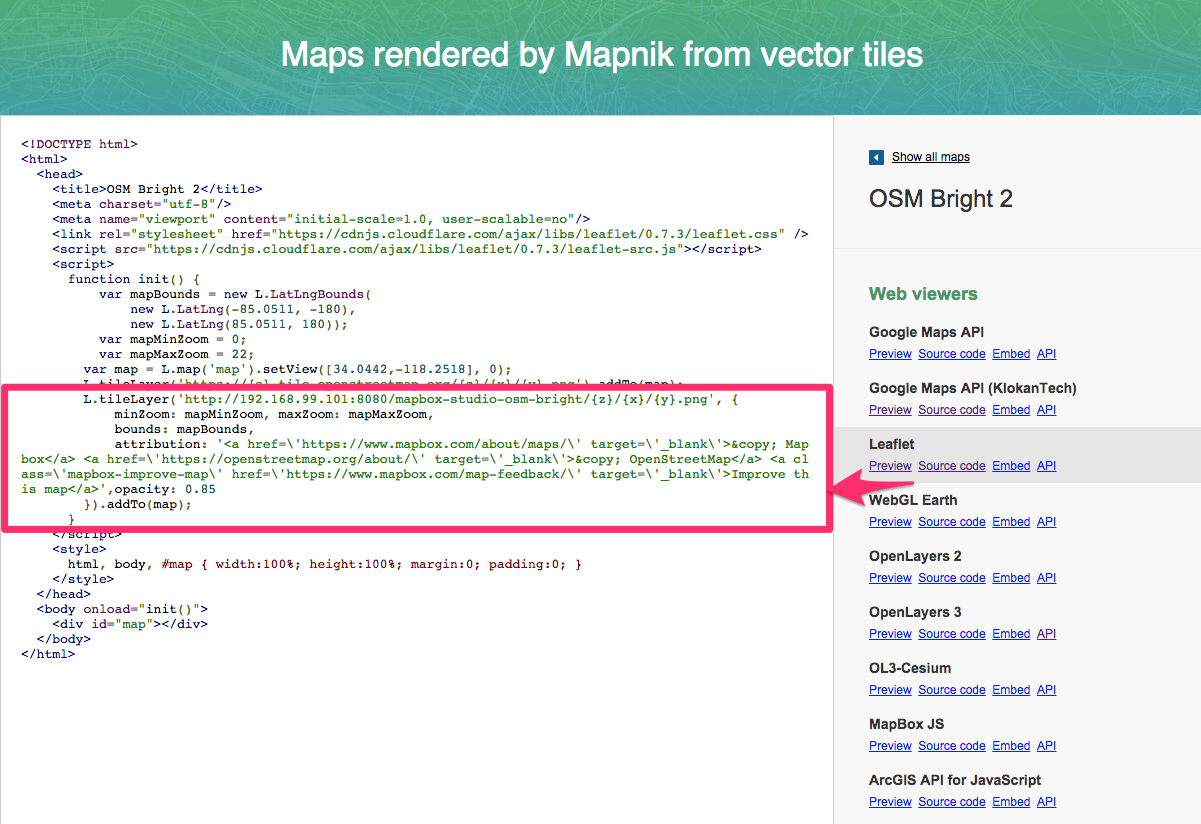 Maps rendered by Mapnik from vector tiles
<!DOCTYPE html>
<html>
<head>
<title>OSM Bright 2</title>
<meta charset="utf-8"/>
<meta name="viewport" content="initial-scale=1.0, user-scalable=no"/>
<link rel="stylesheet" href="https://cdnjs.cloudflare.com/ajax/libs/leaflet/0.7.3/leaflet.css" />
<script src="https://cdnjs.cloudflare.com/ajax/libs/leaflet/0.7.3/leaflet-src.js"></script>
<script>
function init() {
var mapBounds = new L.LatLngBounds(
new L.LatLng(-85.0511, -180),
new L.LatLng(85.0511, 180));
var mapMinZoom = 0;
var mapMaxZoom = 22;
var map = L.map('map').setView([34.0442,-118.2518], 0);
L.tileLayer('https://{s}.tile.openstreetmap.org/{z}/{x}/{y}.png').addTo(map);
L.tileLayer('http://192.168.99.101:8080/mapbox-studio-osm-bright/{z}/{x}/{y}.png', {
minZoom: mapMinZoom, maxZoom: mapMaxZoom,
bounds: mapBounds,
attribution: '<a href=\'https://www.mapbox.com/about/maps/\' target=\'_blank\'>&copy; Map
box</a> <a href=\'https://openstreetmap.org/about/\' target=\'_blank\'>&copy; OpenStreetMap</a> <a cl
ass=\'mapbox-improve-map\' href=\'https://www.mapbox.com/map-feedback/\' target=\'_blank\'>Improve th
is map</a>',opacity: 0.85
}).addTo(map);
}
</script>
<style>
html, body, #map { width:100%; height:100%; margin:0; padding:0; }
</style>
</head>
<body onload="init()">
<div id="map"></div>
</body>
</html>
Show all maps
OSM Bright 2
Web viewers
Google Maps API
Preview Source code Embed API
Google Maps API (KlokanTech)
Preview Source code Embed API
Leaflet
Preview Source code Embed API
WebGL Earth
Preview Source code Embed API
OpenLayers 2
Preview Source code Embed API
OpenLayers 3
Preview Source code Embed API
OL3-Cesium
Preview Source code Embed API
MapBox JS
Preview Source code Embed API
ArcGIS API for JavaScript
Preview Source code Embed API